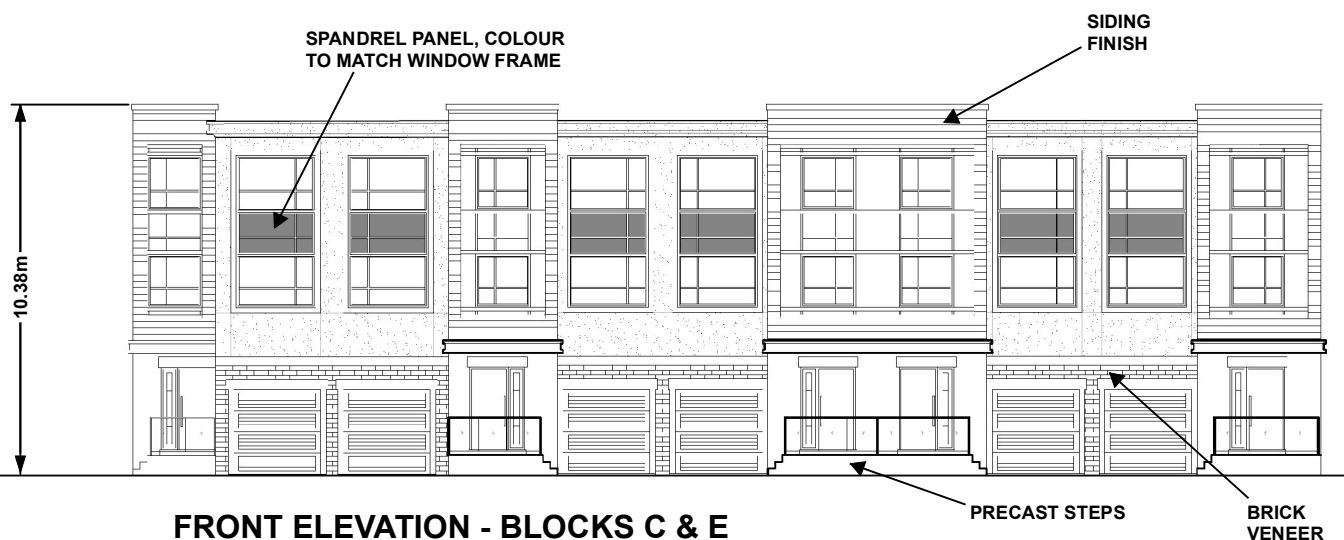 SPANDREL PANEL, COLOUR
TO MATCH WINDOW FRAME
SIDING
FINISH
10.38m
PRECAST STEPS
BRICK
VENEER
FRONT ELEVATION - BLOCKS C & E